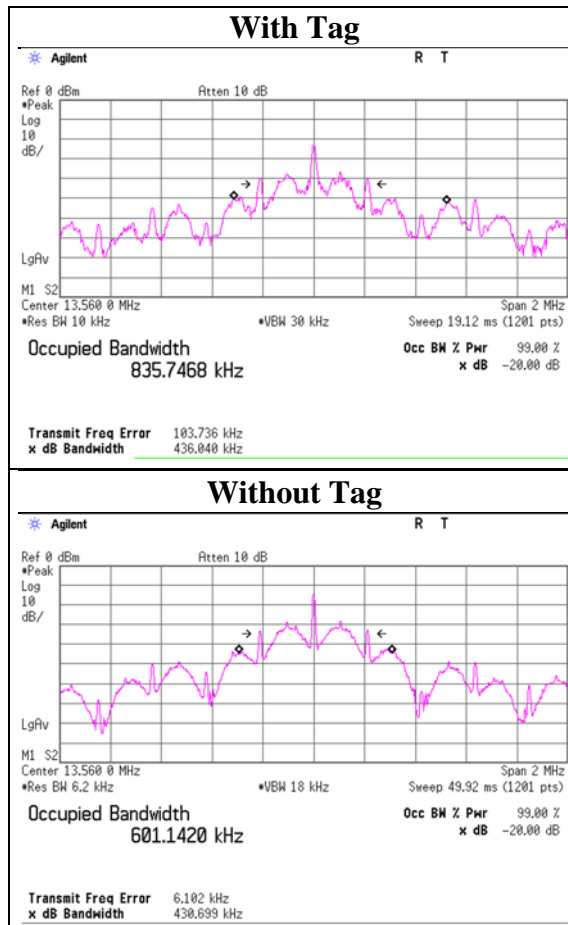 With Tag
Agilent R T
Ref 0 dBm Atten 10 dB
#Peak
Log
10
dB/
LgAv
M1 S2
Center 13.560 0 MHz Span 2 MHz
#Res BW 10 kHz #VBW 30 kHz Sweep 19.12 ms (1201 pts)
Occupied Bandwidth Occ BW % Pwr 99.00 %
835.7468 kHz x dB -20.00 dB
Transmit Freq Error 103.736 kHz
x dB Bandwidth 436.040 kHz
Without Tag
Agilent R T
Ref 0 dBm Atten 10 dB
#Peak
Log
10
dB/
LgAv
M1 S2
Center 13.560 0 MHz Span 2 MHz
#Res BW 6.2 kHz #VBW 18 kHz Sweep 49.92 ms (1201 pts)
Occupied Bandwidth Occ BW % Pwr 99.00 %
601.1420 kHz x dB -20.00 dB
Transmit Freq Error 6.102 kHz
x dB Bandwidth 430.699 kHz